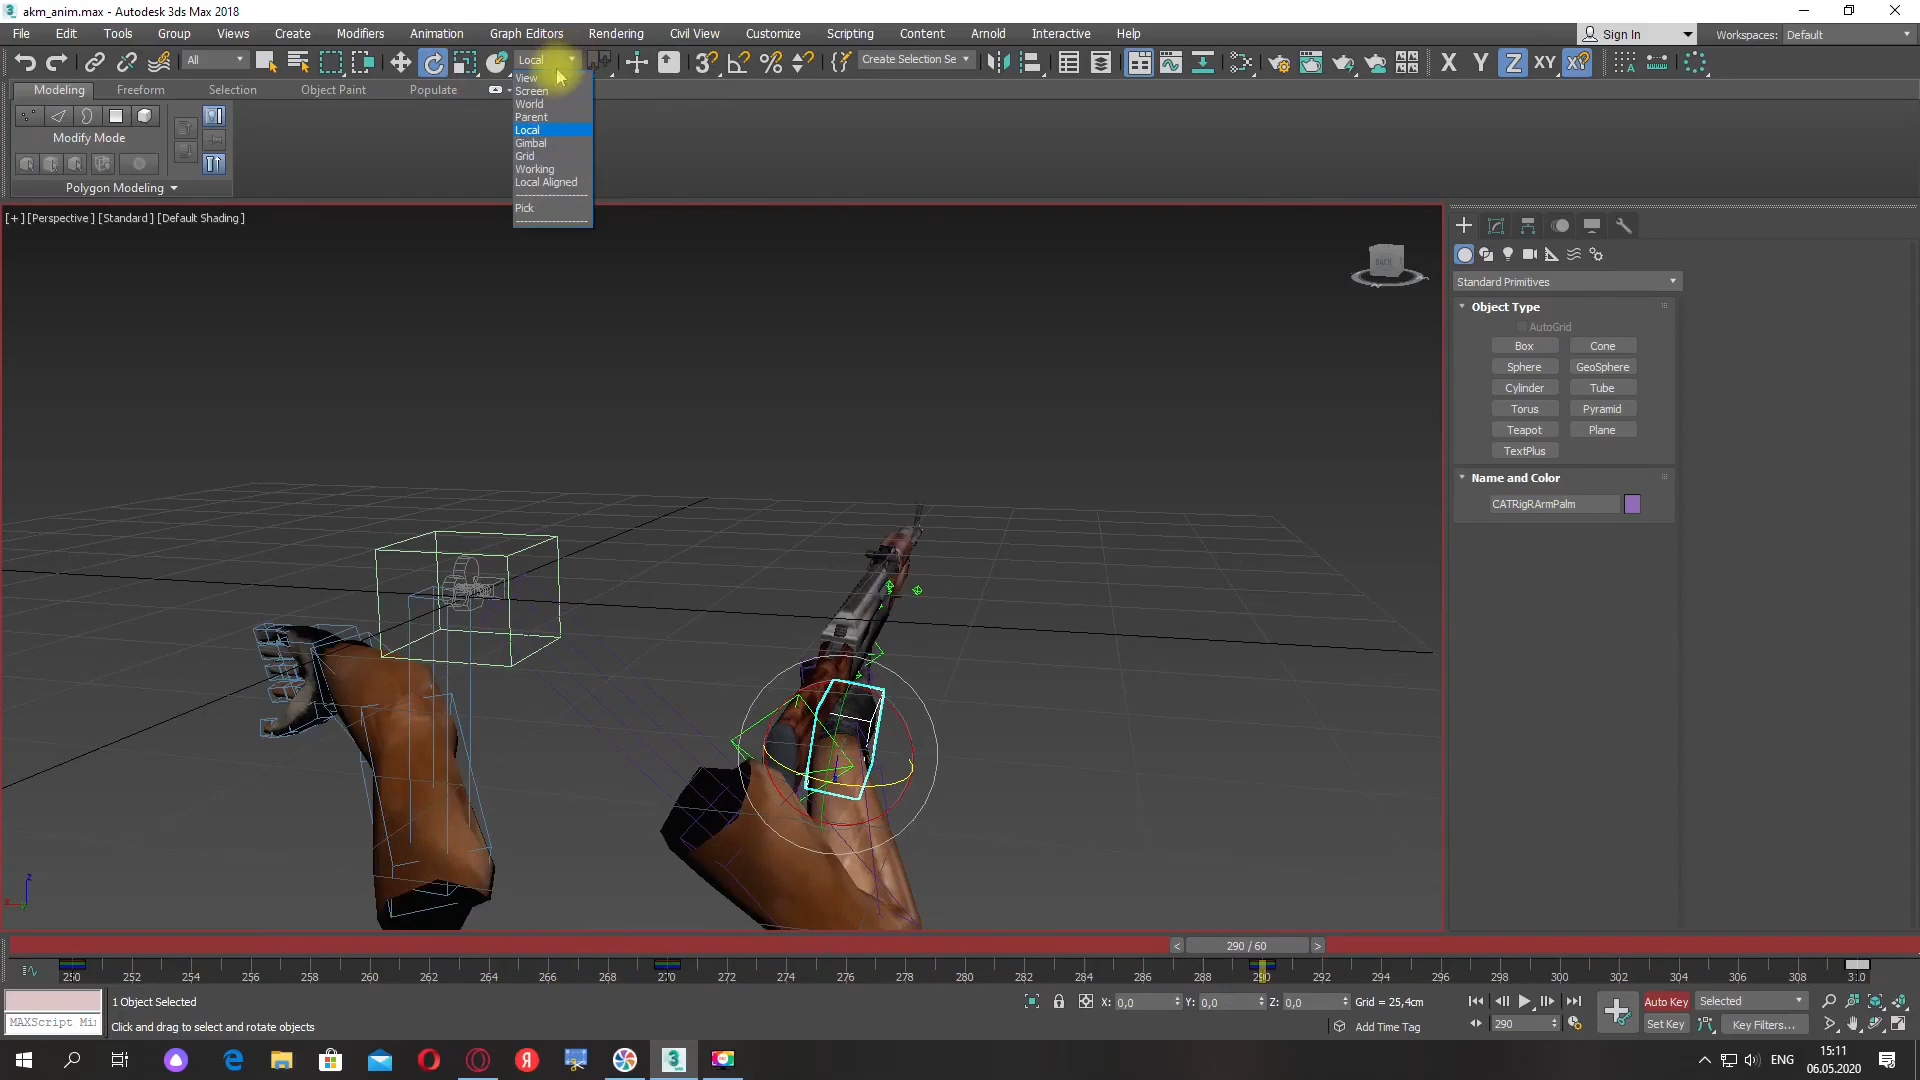 akm_anim.max - Autodesk 3ds Max 2018
File Edit Tools Group Views Create Modifiers Animation Graph Editors Rendering Civil View Customize Scripting Content Arnold Interactive Help
Sign In Workspaces: Default
All Local Create Selection Se X Y Z XY XY
View
Screen
World
Parent
Local
Gimbal
Grid
Working
Local Aligned
Pick
Modeling Freeform Selection Object Paint Populate
Modify Mode
Polygon Modeling
[+] [Perspective] [Standard] [Default Shading]
BACK
Standard Primitives
Object Type
AutoGrid
Box Cone
Sphere GeoSphere
Cylinder Tube
Torus Pyramid
Teapot Plane
TextPlus
Name and Color
CATRigRArmPalm
z
< 290 / 60 >
250 252 254 256 258 260 262 264 266 268 270 272 274 276 278 280 282 284 286 288 290 292 294 296 298 300 302 304 306 308 310
1 Object Selected
X: 0,0 Y: 0,0 Z: 0,0 Grid = 25,4cm
Auto Key Selected
MAXScript Mi
Click and drag to select and rotate objects
Add Time Tag
290
Set Key Key Filters...
ENG
15:11
06.05.2020